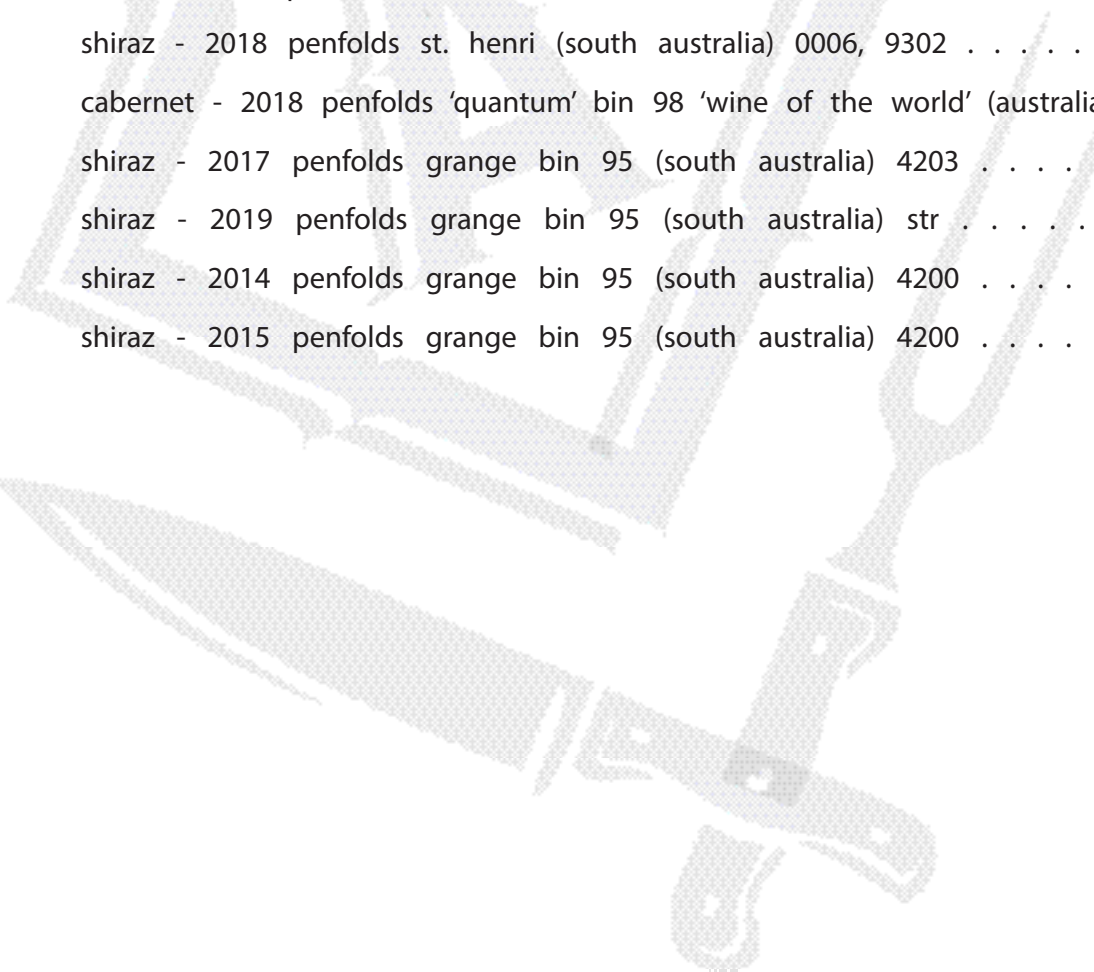 shiraz - 2018 penfolds st. henri (south australia) 0006, 9302 . . . . .
cabernet - 2018 penfolds ‘quantum’ bin 98 ‘wine of the world’ (australia
shiraz - 2017 penfolds grange bin 95 (south australia) 4203 . . . .
shiraz - 2019 penfolds grange bin 95 (south australia) str . . . . .
shiraz - 2014 penfolds grange bin 95 (south australia) 4200 . . . .
shiraz - 2015 penfolds grange bin 95 (south australia) 4200 . . . .